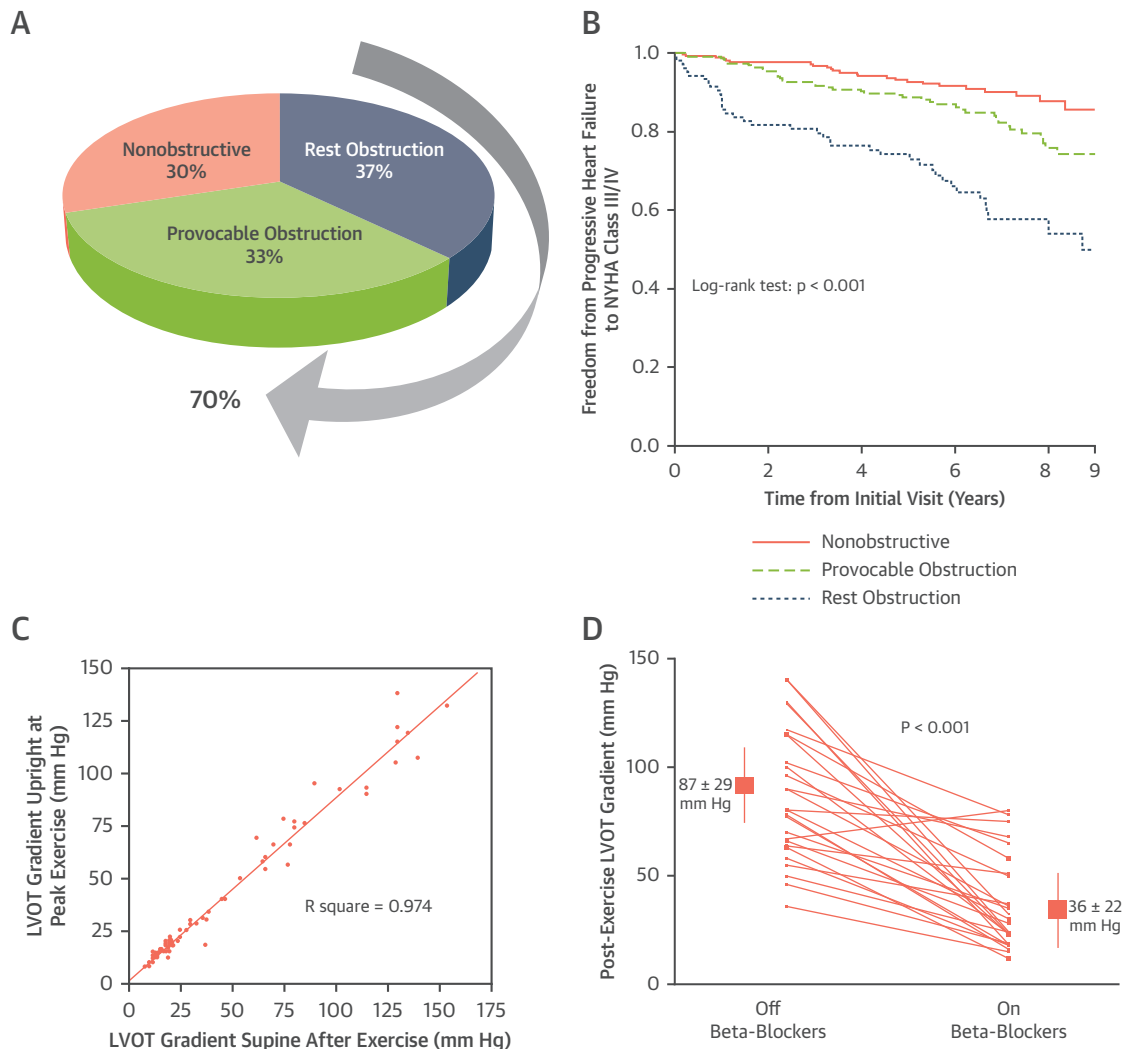 A
Nonobstructive
30%
Rest Obstruction
37%
Provocable Obstruction
33%
70%
B
Freedom from Progressive Heart Failure
to NYHA Class III/IV
1.0
0.8
0.6
0.4
0.2
0.0
Log-rank test: p < 0.001
0 2 4 6 8 9
Time from Initial Visit (Years)
Nonobstructive
Provocable Obstruction
Rest Obstruction
C
LVOT Gradient Upright at
Peak Exercise (mm Hg)
150
125
100
75
50
25
0
R square = 0.974
0 25 50 75 100 125 150 175
LVOT Gradient Supine After Exercise (mm Hg)
D
Post-Exercise LVOT Gradient (mm Hg)
150
100
50
0
P < 0.001
87 ± 29
mm Hg
36 ± 22
mm Hg
Off
Beta-Blockers
On
Beta-Blockers